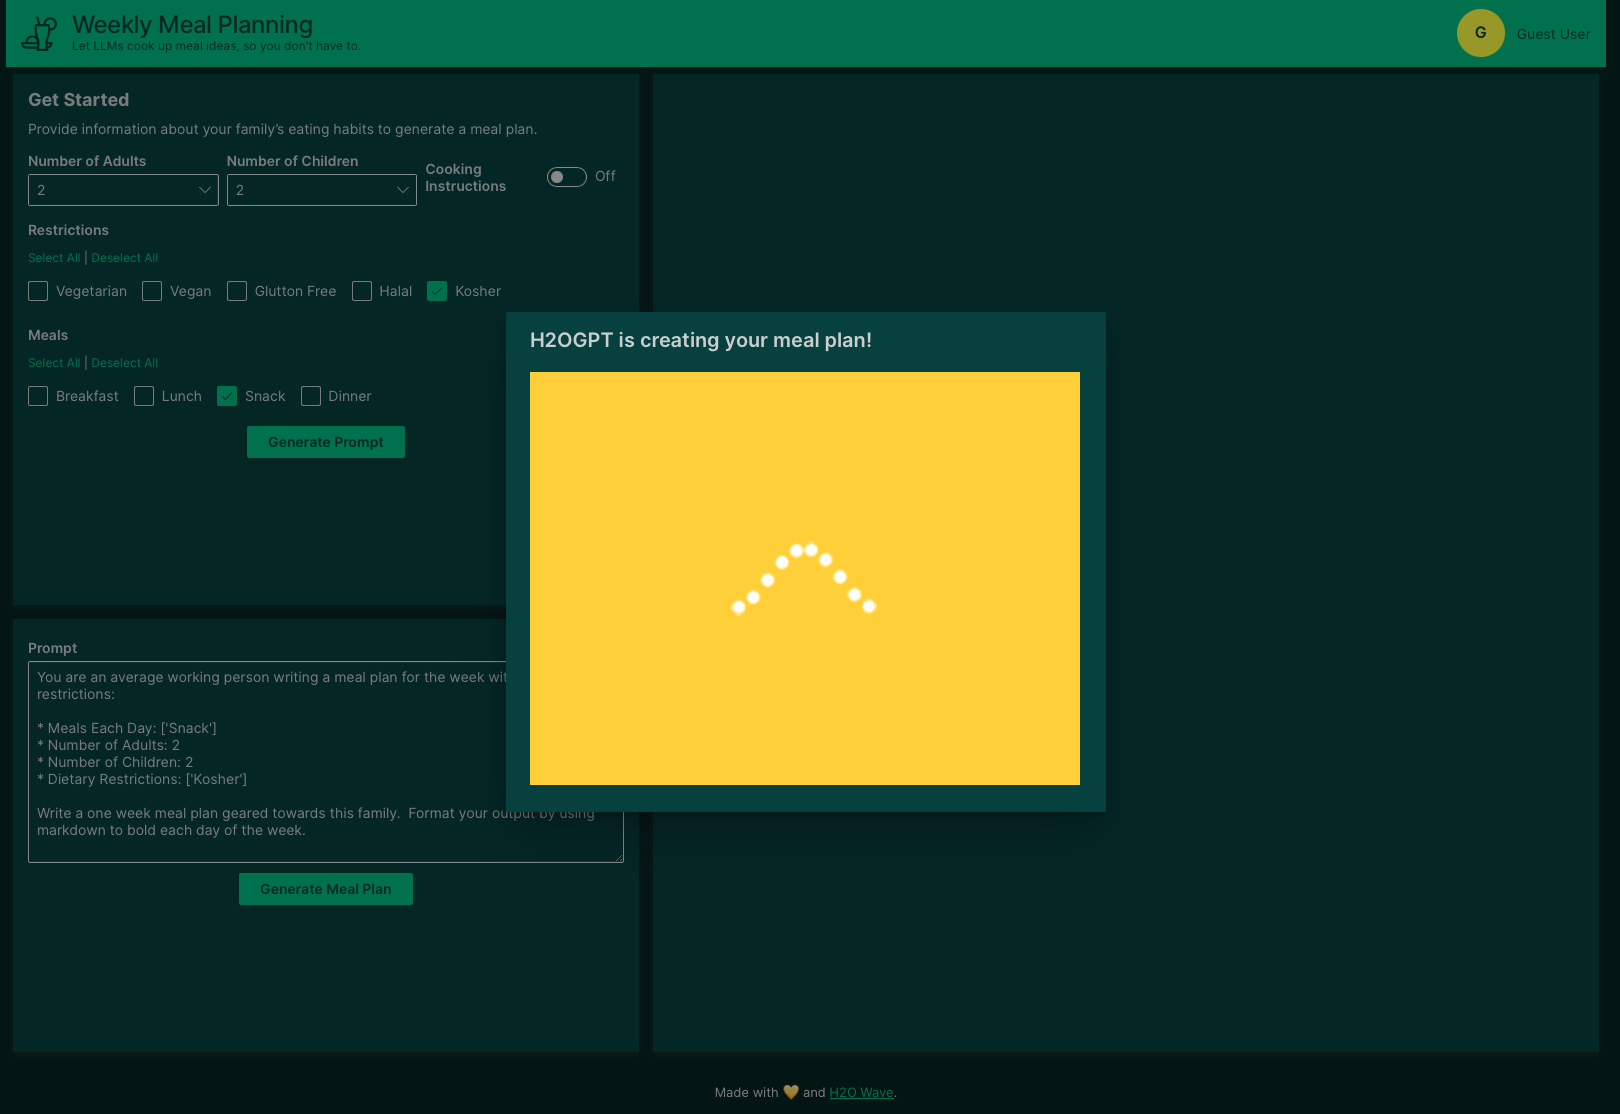 Weekly Meal Planning
Let LLMs cook up meal ideas, so you don't have to.
G
Guest User
Get Started
Provide information about your family's eating habits to generate a meal plan.
Number of Adults
Number of Children
Cooking
Instructions
Off
2
2
Restrictions
Select All | Deselect All
Vegetarian
Vegan
Glutton Free
Halal
Kosher
Meals
Select All | Deselect All
Breakfast
Lunch
Snack
Dinner
Generate Prompt
H2OGPT is creating your meal plan!
Prompt
You are an average working person writing a meal plan for the week
restrictions:
* Meals Each Day: ['Snack']
* Number of Adults: 2
* Number of Children: 2
* Dietary Restrictions: ['Kosher']
Write a one week meal plan geared towards this family.  Format your output by using
markdown to bold each day of the week.
Generate Meal Plan
Made with 💛 and H2O Wave.